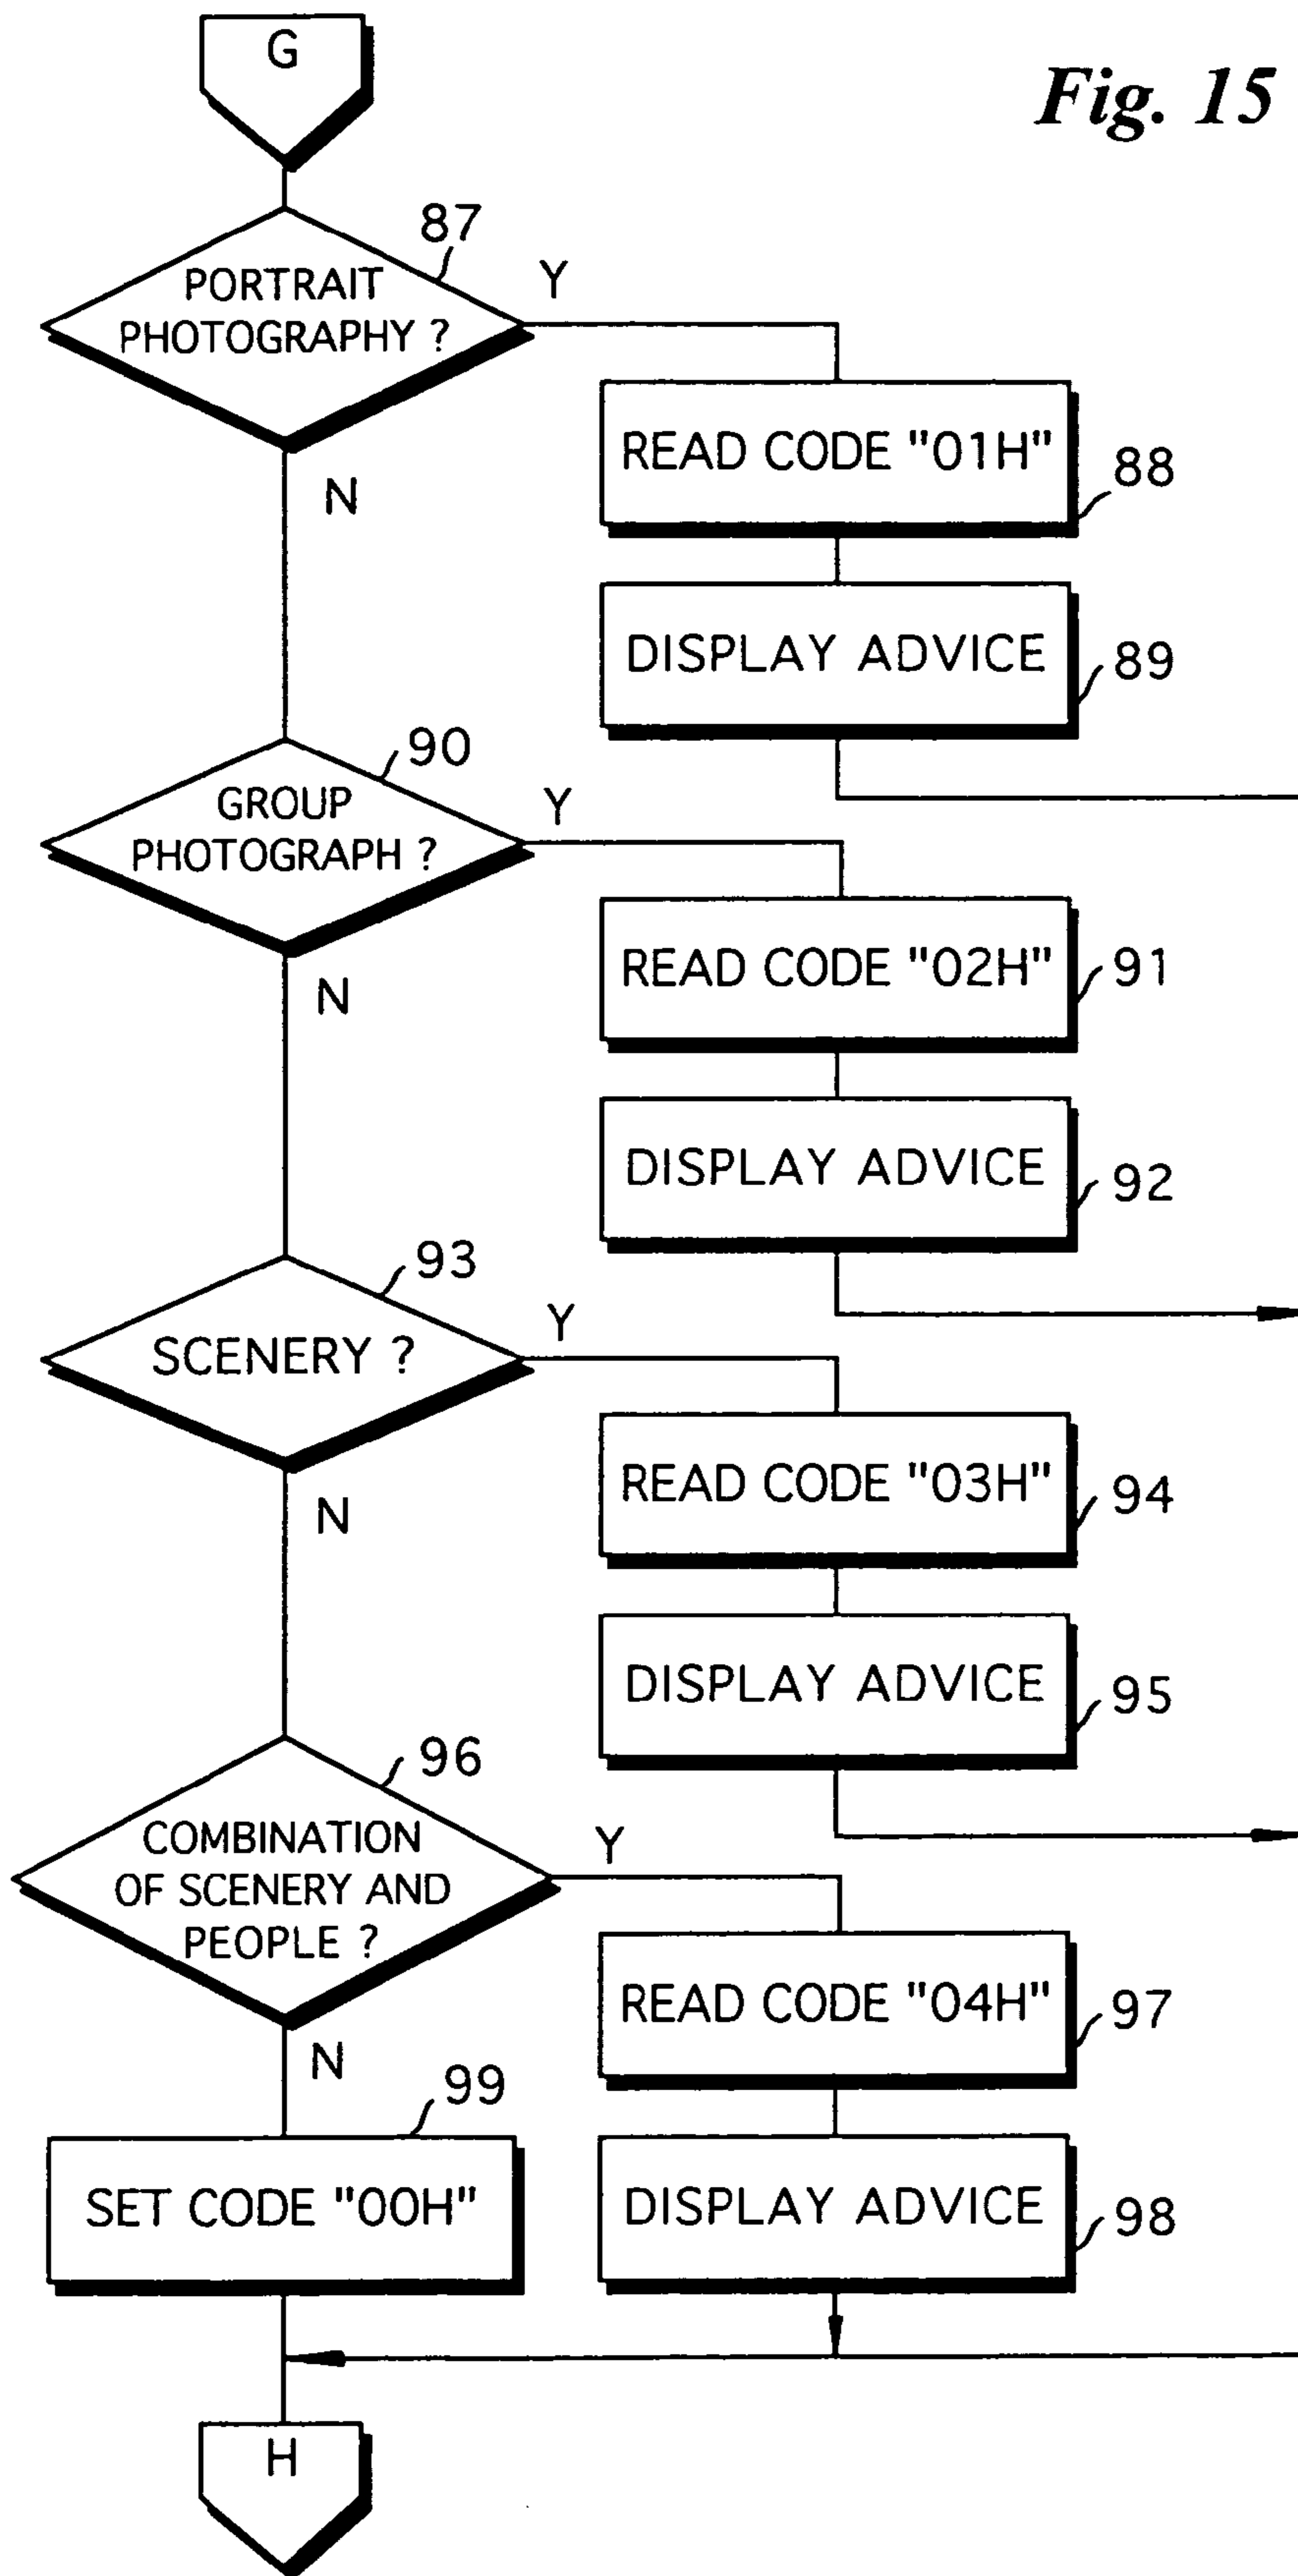 G
Fig. 15
87
PORTRAIT
PHOTOGRAPHY ?
Y
N
READ CODE "01H"
88
DISPLAY ADVICE
89
90
GROUP
PHOTOGRAPH ?
Y
N
READ CODE "02H"
91
DISPLAY ADVICE
92
93
SCENERY ?
Y
N
READ CODE "03H"
94
DISPLAY ADVICE
95
96
COMBINATION
OF SCENERY AND
PEOPLE ?
Y
N
READ CODE "04H"
97
99
SET CODE "00H"
DISPLAY ADVICE
98
H